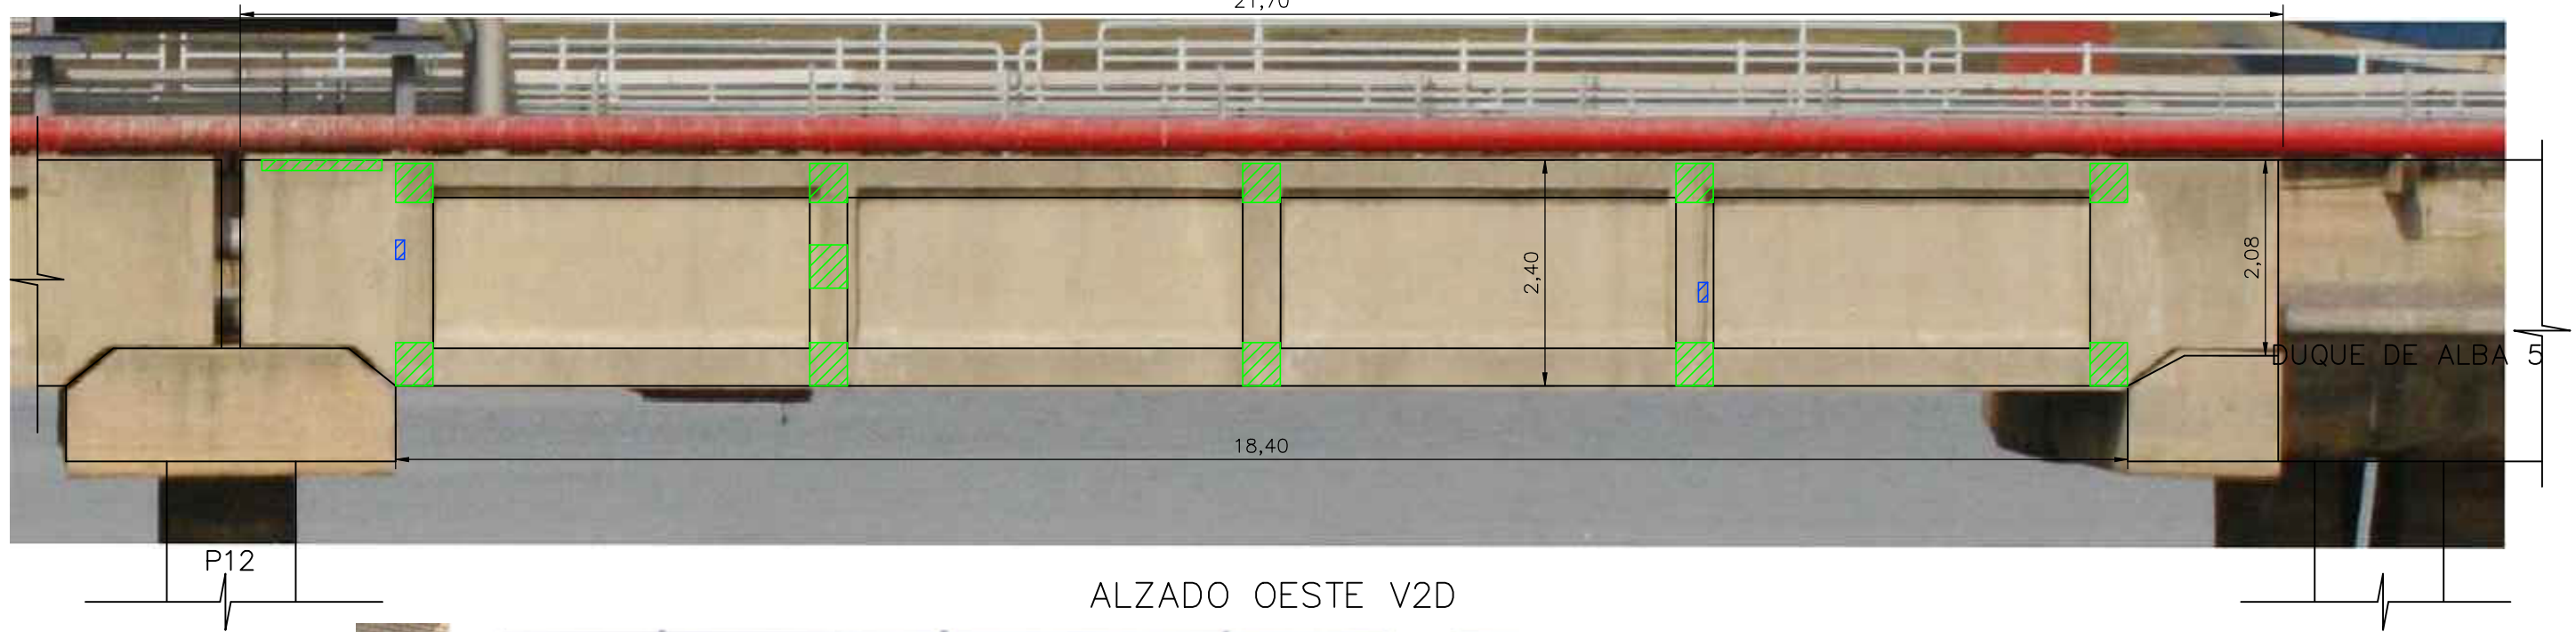 21,70
2,40
2,08
DUQUE DE ALBA 5
18,40
P12
ALZADO OESTE V2D